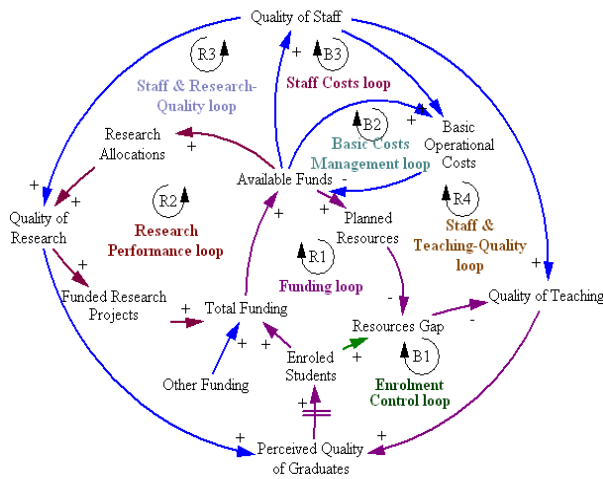 Quality of Staff
R3
B3
Staff & Research-
Quality loop
Staff Costs loop
+
+
+
B2
Basic
Operational
Costs
Research
Allocations
+
Basic Costs
Management loop
Available Funds
-
+
+
R2
R4
Quality of
Research
+
+
+
Planned
Resources
Staff &
Teaching-Quality
loop
Research
Performance loop
+
R1
Funding loop
+
Funded Research
Projects
+
Total Funding
-
-
Quality of Teaching
Resources Gap
+
+
Enroled
Students
+
B1
Other Funding
Enrolment
Control loop
+
+
+
Perceived Quality
of Graduates